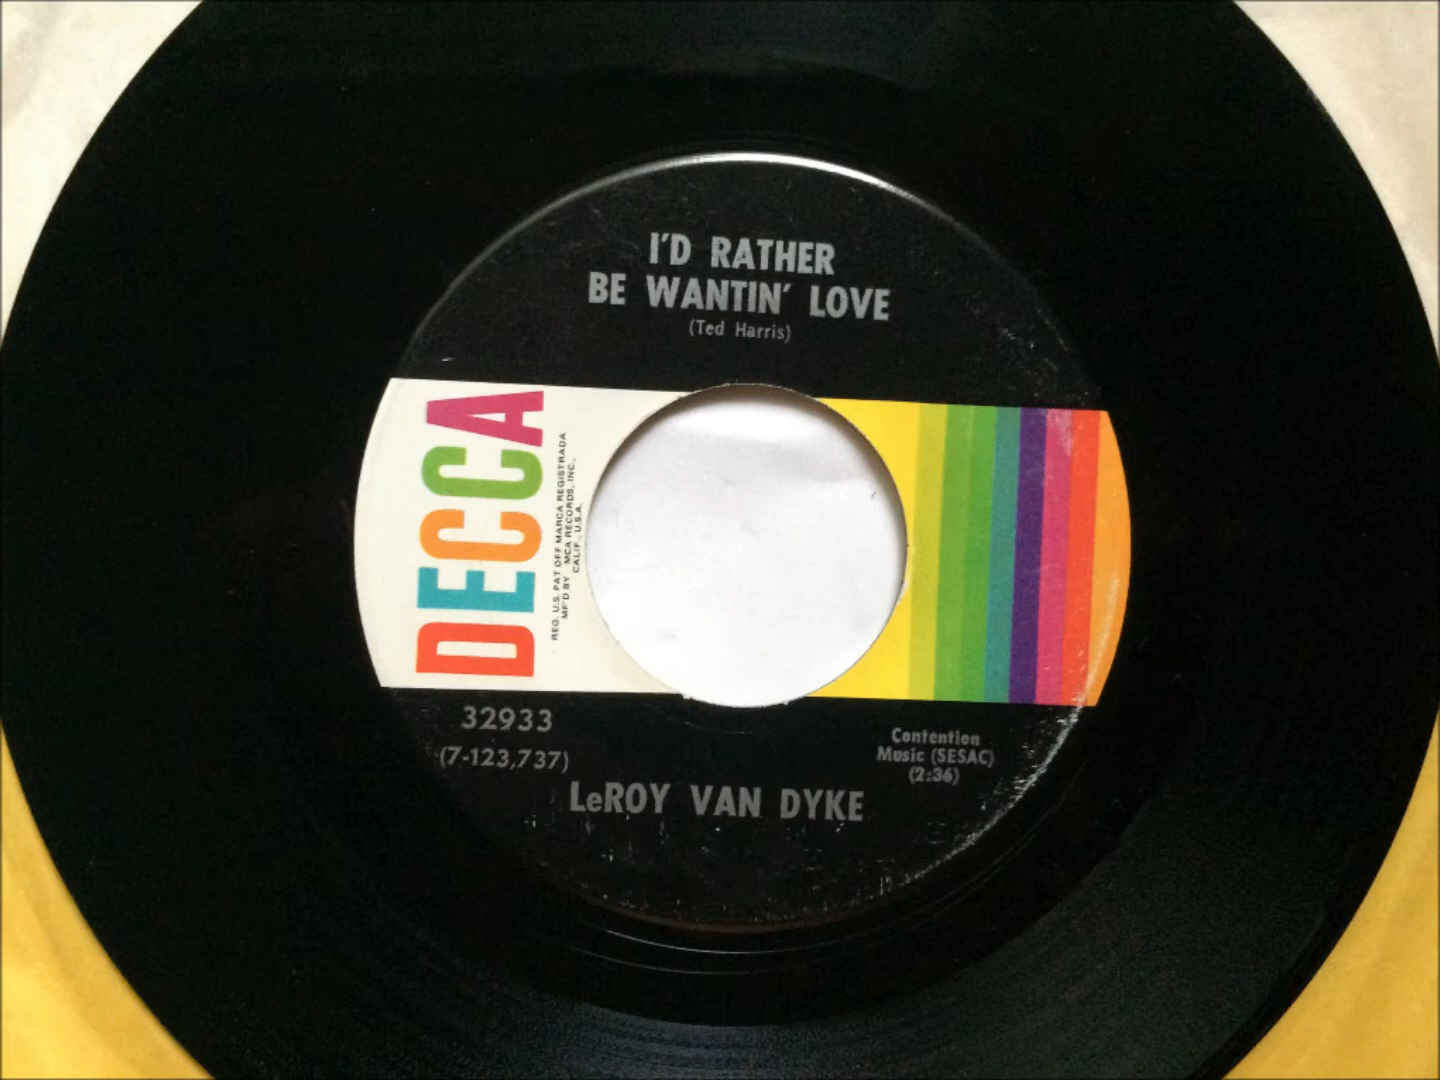 I'D RATHER
BE WANTIN' LOVE
(Ted Harris)
DECCA
REG. U.S. PAT OFF MARCA REGISTRADA
MF'D BY MCA RECORDS, INC.,
CALIF., U.S.A.
32933
(7-123,737)
Contention
Music (SESAC)
(2:36)
LeROY VAN DYKE